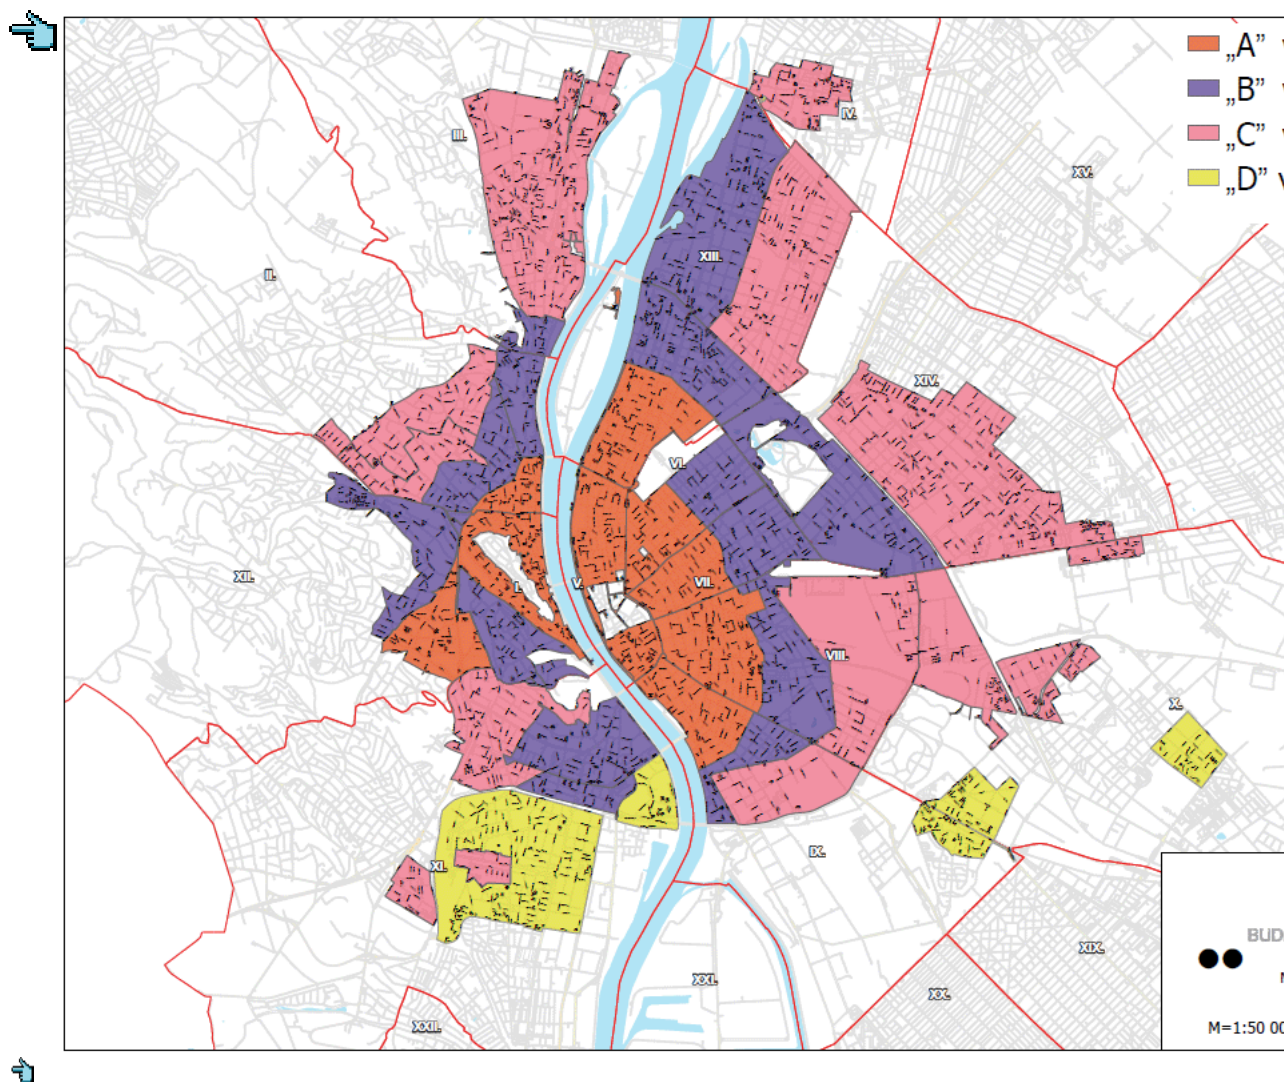 „A” v
„B” v
„C” v
„D” v
IV.
III.
XV.
XIII.
II.
XIV.
VI.
XII.
I.
V.
VII.
VIII.
X.
IX.
XI.
BUD
XIX.
XXI.
XX.
M=1:50 00
XXII.